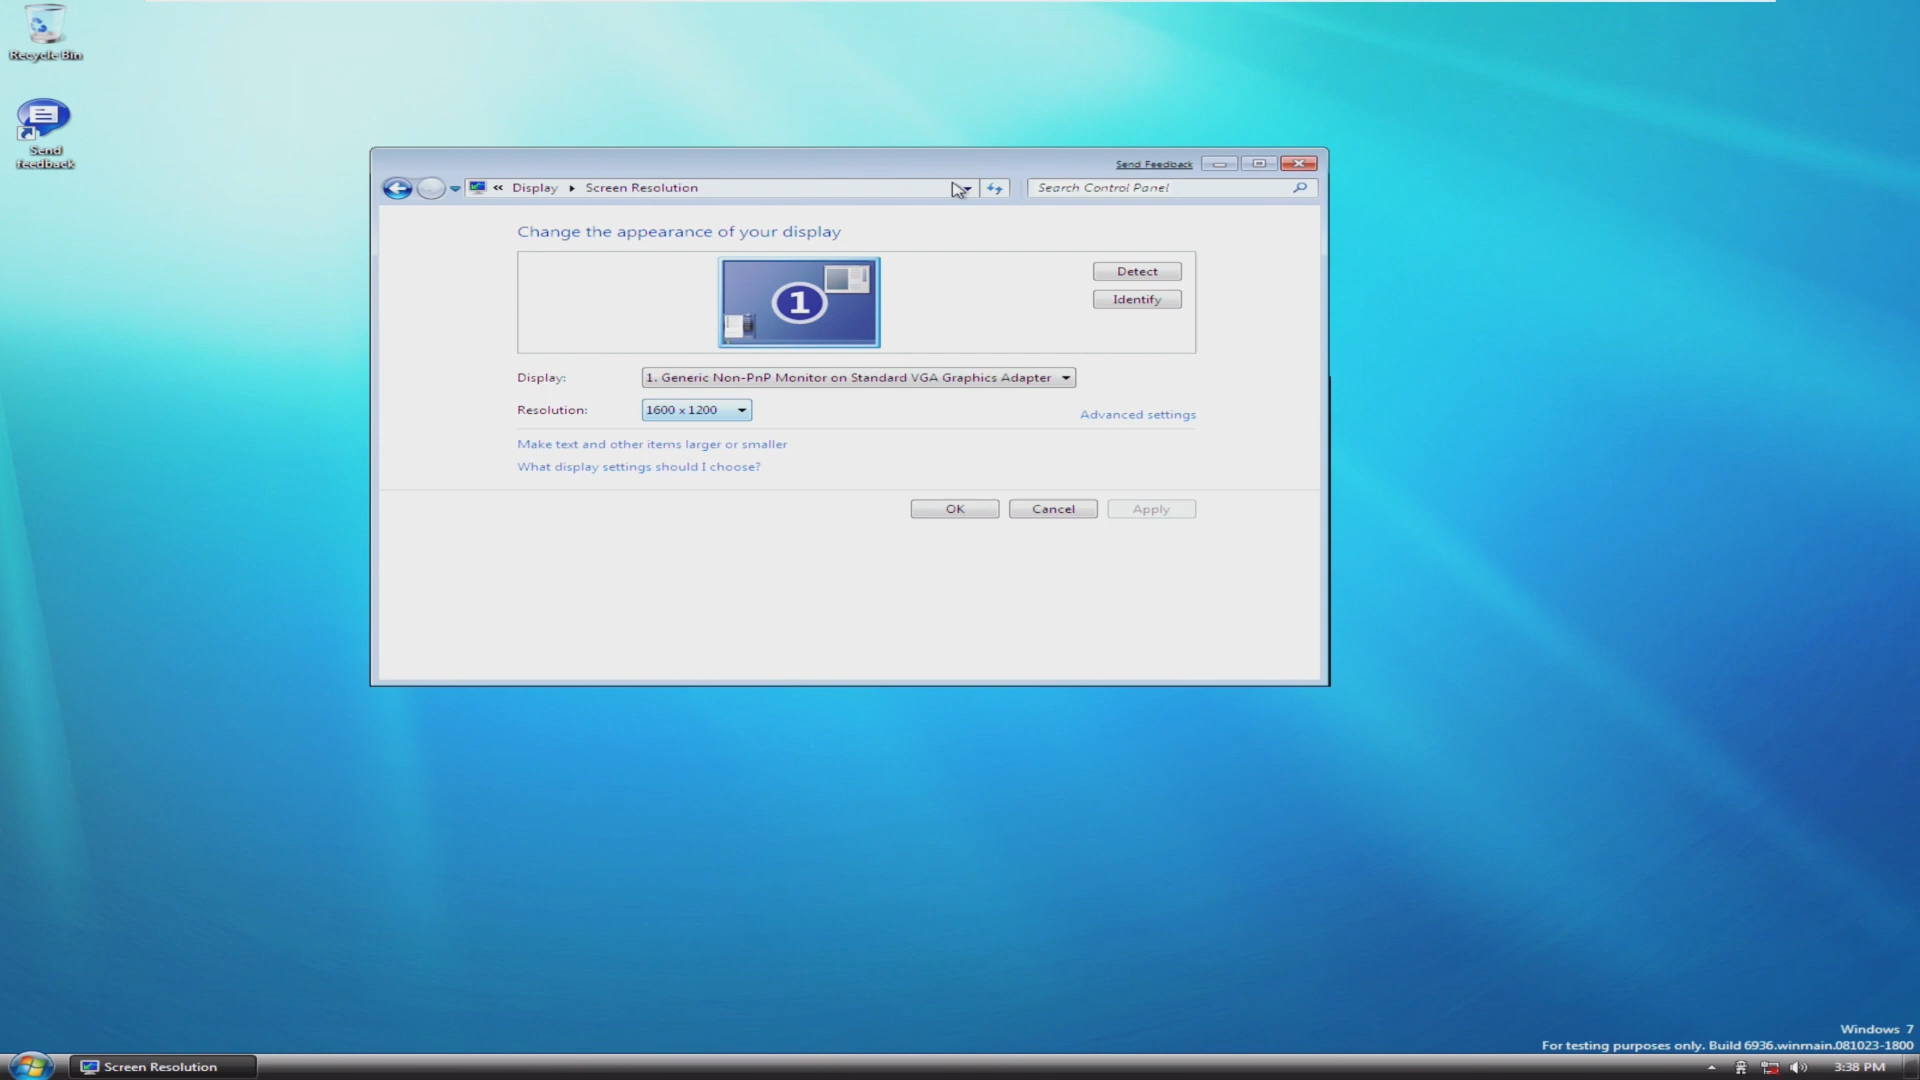 Recycle Bin
Send
feedback
Send Feedback
« Display Screen Resolution
Search Control Panel
Change the appearance of your display
1
Detect
Identify
Display: 1. Generic Non-PnP Monitor on Standard VGA Graphics Adapter
Resolution: 1600 x 1200
Advanced settings
Make text and other items larger or smaller
What display settings should I choose?
OK Cancel Apply
Windows 7
For testing purposes only. Build 6936.winmain.081023-1800
Screen Resolution
3:38 PM